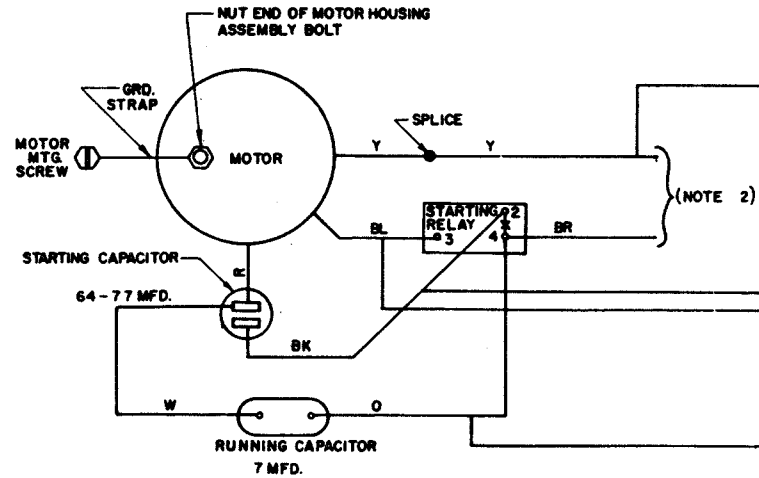 NUT END OF MOTOR HOUSING
ASSEMBLY BOLT
GRD.
STRAP
SPLICE
MOTOR
MTG.
SCREW
MOTOR
Y
Y
(NOTE 2)
STARTING
RELAY
2
3
4
BL
BR
STARTING CAPACITOR
R
64-77 MFD.
BK
W
O
RUNNING CAPACITOR
7 MFD.